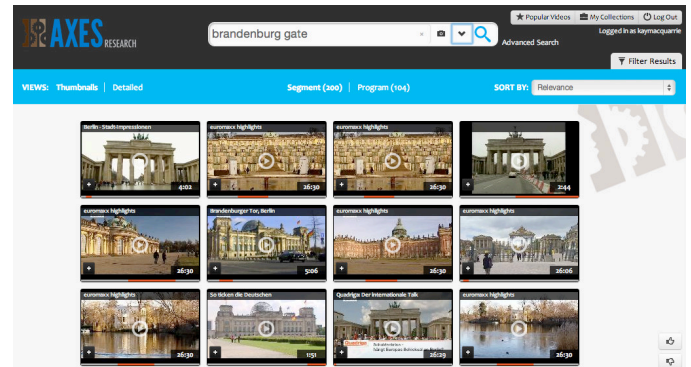 AXES RESEARCH
brandenburg gate ×
Advanced Search
Popular Videos
My Collections
Log Out
Logged in as kaymacquarrie
Filter Results
VIEWS: Thumbnails | Detailed
Segment (200) | Program (104)
SORT BY: Relevance
Berlin - Stadt-Impressionen
4:02
euromaxx highlights
26:30
euromaxx highlights
26:30
2:44
euromaxx highlights
26:30
Brandenburger Tor, Berlin
5:06
euromaxx highlights
26:30
euromaxx highlights
26:06
euromaxx highlights
26:30
So ticken die Deutschen
1:51
Quadriga: Der internationale Talk
Quadriga
26:29
euromaxx highlights
26:30